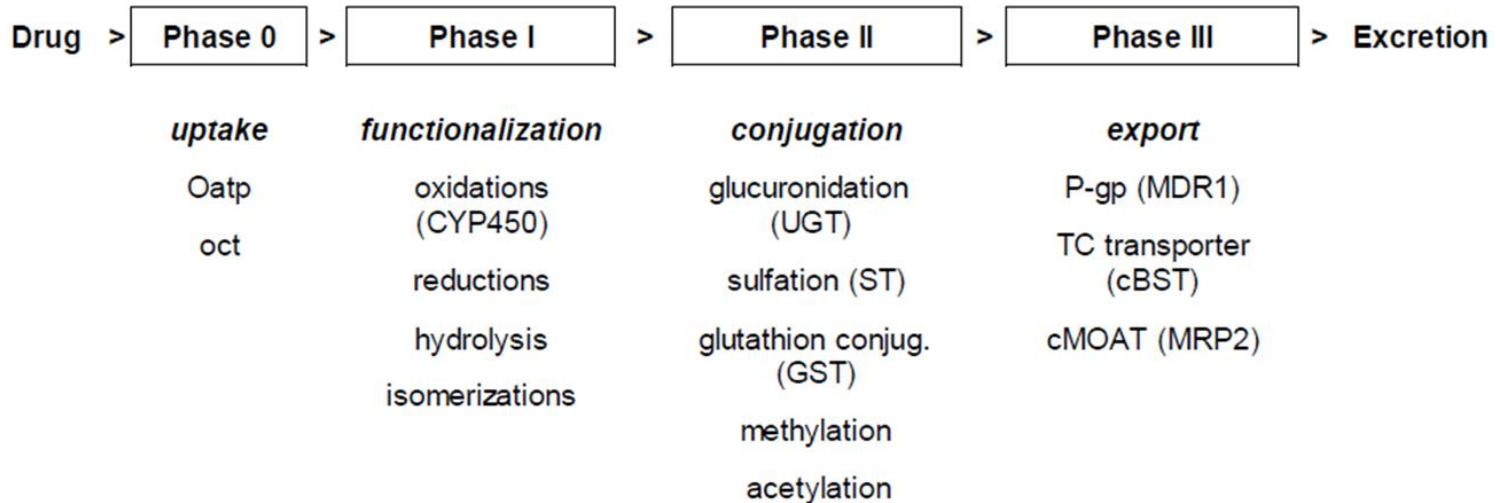 Drug > Phase 0 > Phase I > Phase II > Phase III > Excretion
uptake
Oatp
oct
functionalization
oxidations
(CYP450)
reductions
hydrolysis
isomerizations
conjugation
glucuronidation
(UGT)
sulfation (ST)
glutathion conjug.
(GST)
methylation
acetylation
export
P-gp (MDR1)
TC transporter
(cBST)
cMOAT (MRP2)